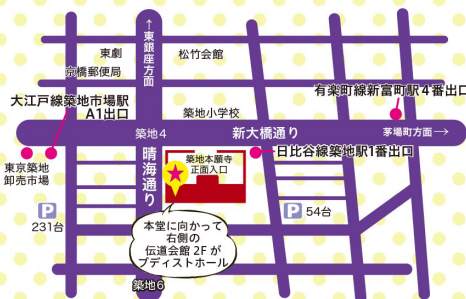 ↑東銀座方面
東劇
松竹会館
京橋郵便局
有楽町線新富町駅4番出口
大江戸線築地市場駅
A1出口
築地小学校
築地4
新大橋通り
茅場町方面→
日比谷線築地駅1番出口
東京築地
卸売市場
晴海通り
築地本願寺
正面入口
P
231台
P 54台
本堂に向かって
右側の
伝道会館 2F が
ブディストホール
築地6